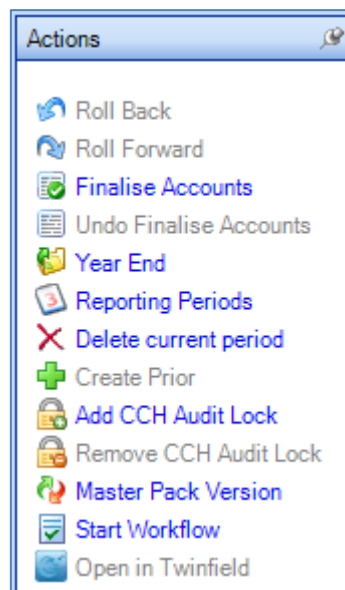 Actions
Roll Back
Roll Forward
Finalise Accounts
Undo Finalise Accounts
Year End
3
Reporting Periods
Delete current period
Create Prior
Add CCH Audit Lock
Remove CCH Audit Lock
Master Pack Version
Start Workflow
Open in Twinfield